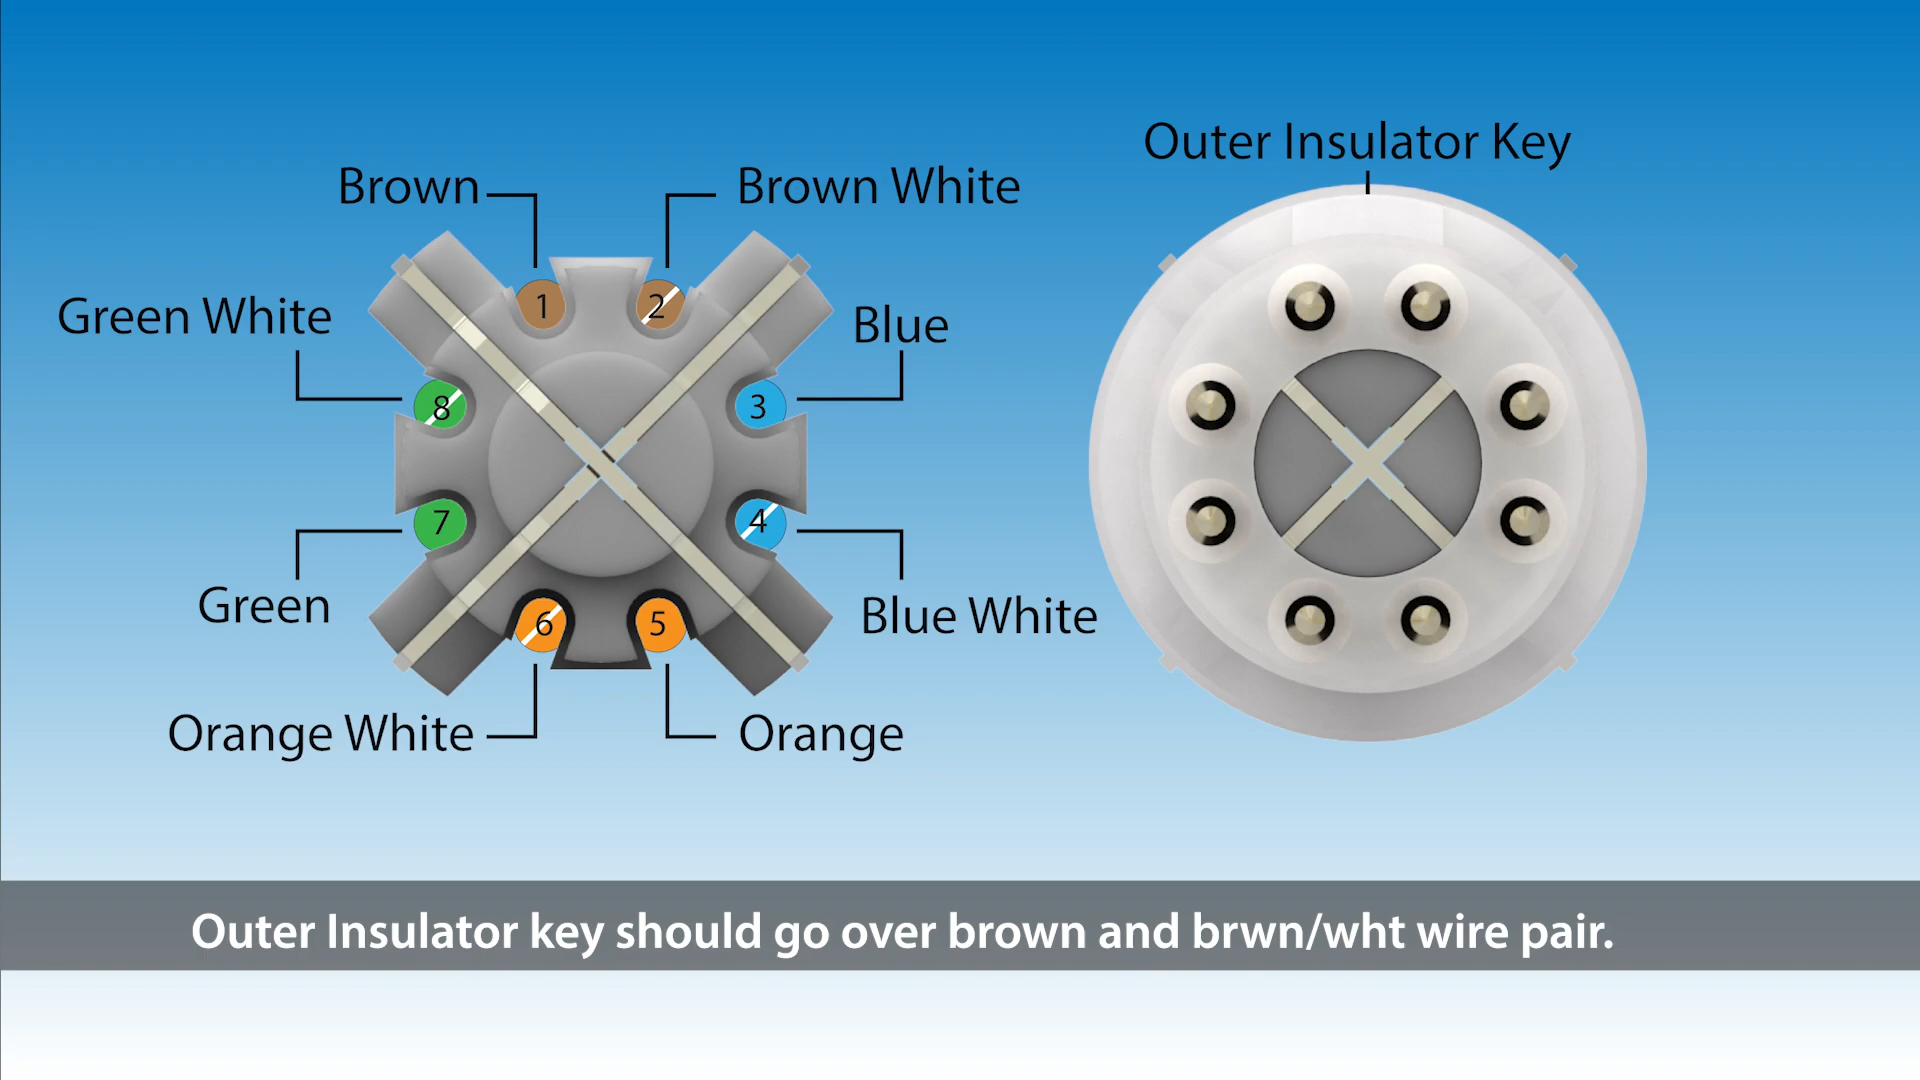 Outer Insulator Key
Brown
Brown White
1
2
Green White
Blue
8
3
7
4
Green
Blue White
6
5
Orange White
Orange
Outer Insulator key should go over brown and brwn/wht wire pair.